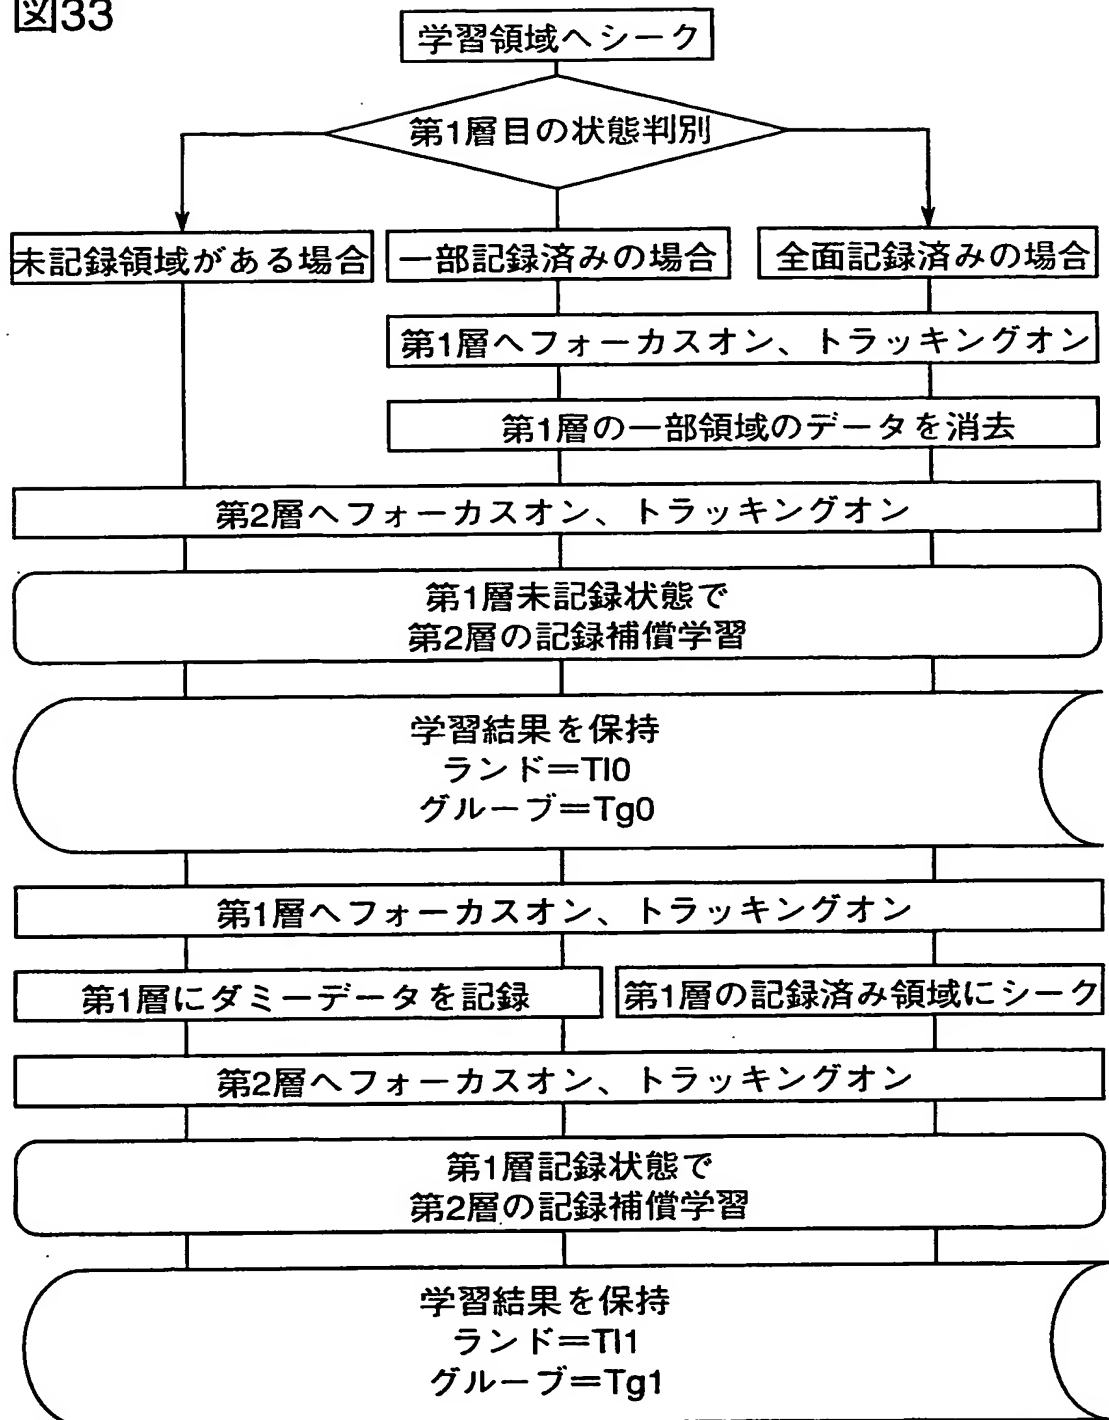 図33
学習領域へシーク
第1層目の状態判別
未記録領域がある場合
一部記録済みの場合
全面記録済みの場合
第1層へフォーカスオン、トラッキングオン
第1層の一部領域のデータを消去
第2層へフォーカスオン、トラッキングオン
第1層未記録状態で
第2層の記録補償学習
学習結果を保持
ランド=Tl0
グルーブ=Tg0
第1層へフォーカスオン、トラッキングオン
第1層にダミーデータを記録
第1層の記録済み領域にシーク
第2層へフォーカスオン、トラッキングオン
第1層記録状態で
第2層の記録補償学習
学習結果を保持
ランド=Tl1
グルーブ=Tg1